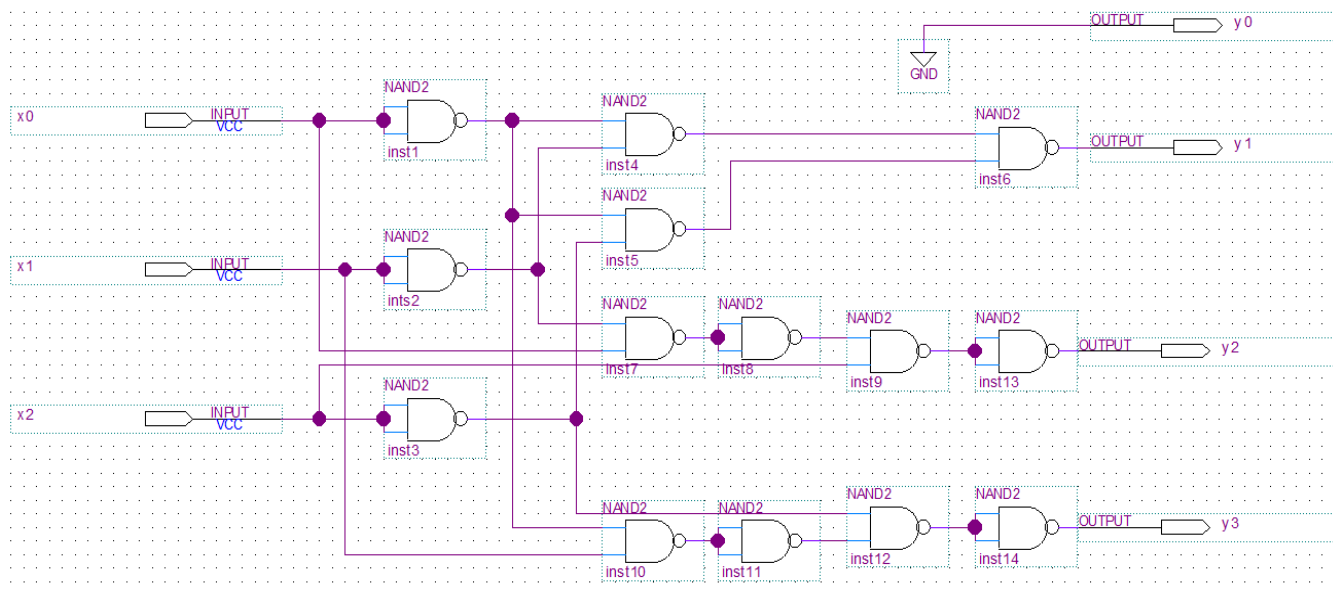 OUTPUT y0
GND
NAND2
x0 INPUT
VCC
inst1
NAND2
inst4
NAND2
OUTPUT y1
inst6
NAND2
inst5
NAND2
x1 INPUT
VCC
ints2
NAND2
inst7
NAND2
inst8
NAND2
inst9
NAND2
inst13
OUTPUT y2
NAND2
x2 INPUT
VCC
inst3
NAND2
inst10
NAND2
inst11
NAND2
inst12
NAND2
inst14
OUTPUT y3